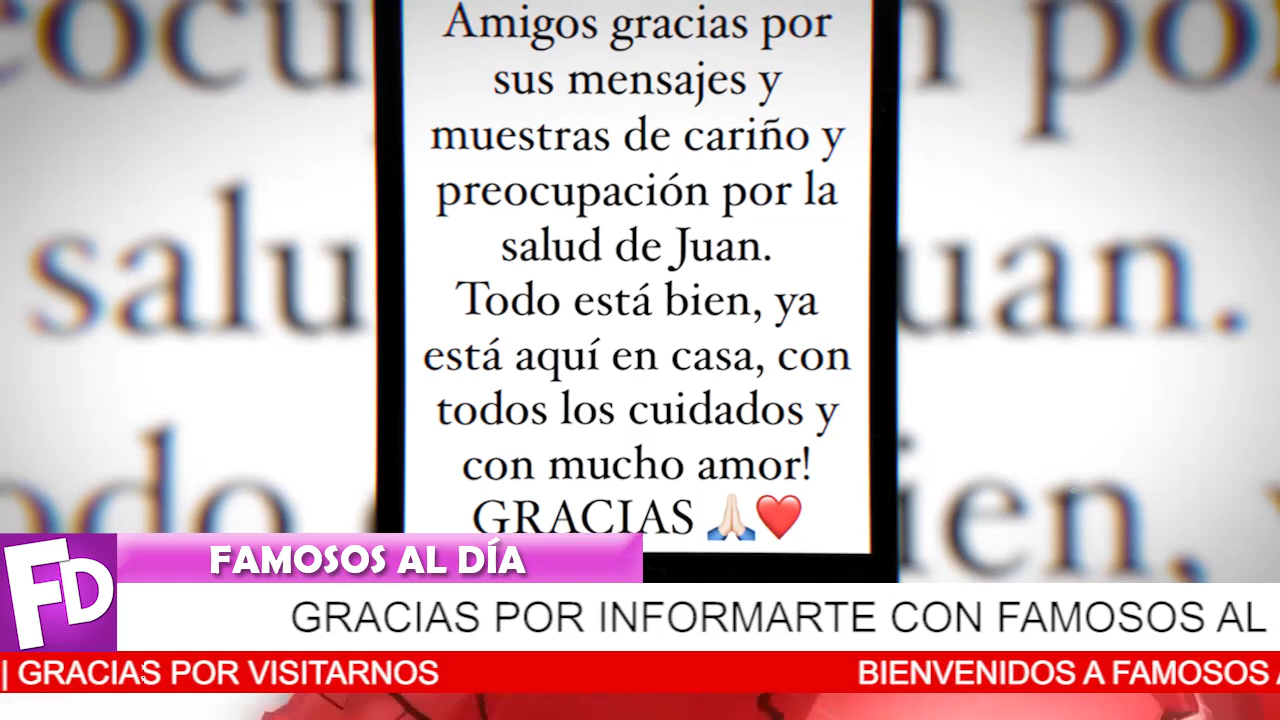 Amigos gracias por
sus mensajes y
muestras de cariño y
preocupación por la
salud de Juan.
Todo está bien, ya
está aquí en casa, con
todos los cuidados y
con mucho amor!
GRACIAS 🙏🏻❤️
FD
FAMOSOS AL DÍA
GRACIAS POR INFORMARTE CON FAMOSOS AL
| GRACIAS POR VISITARNOS
BIENVENIDOS A FAMOSOS